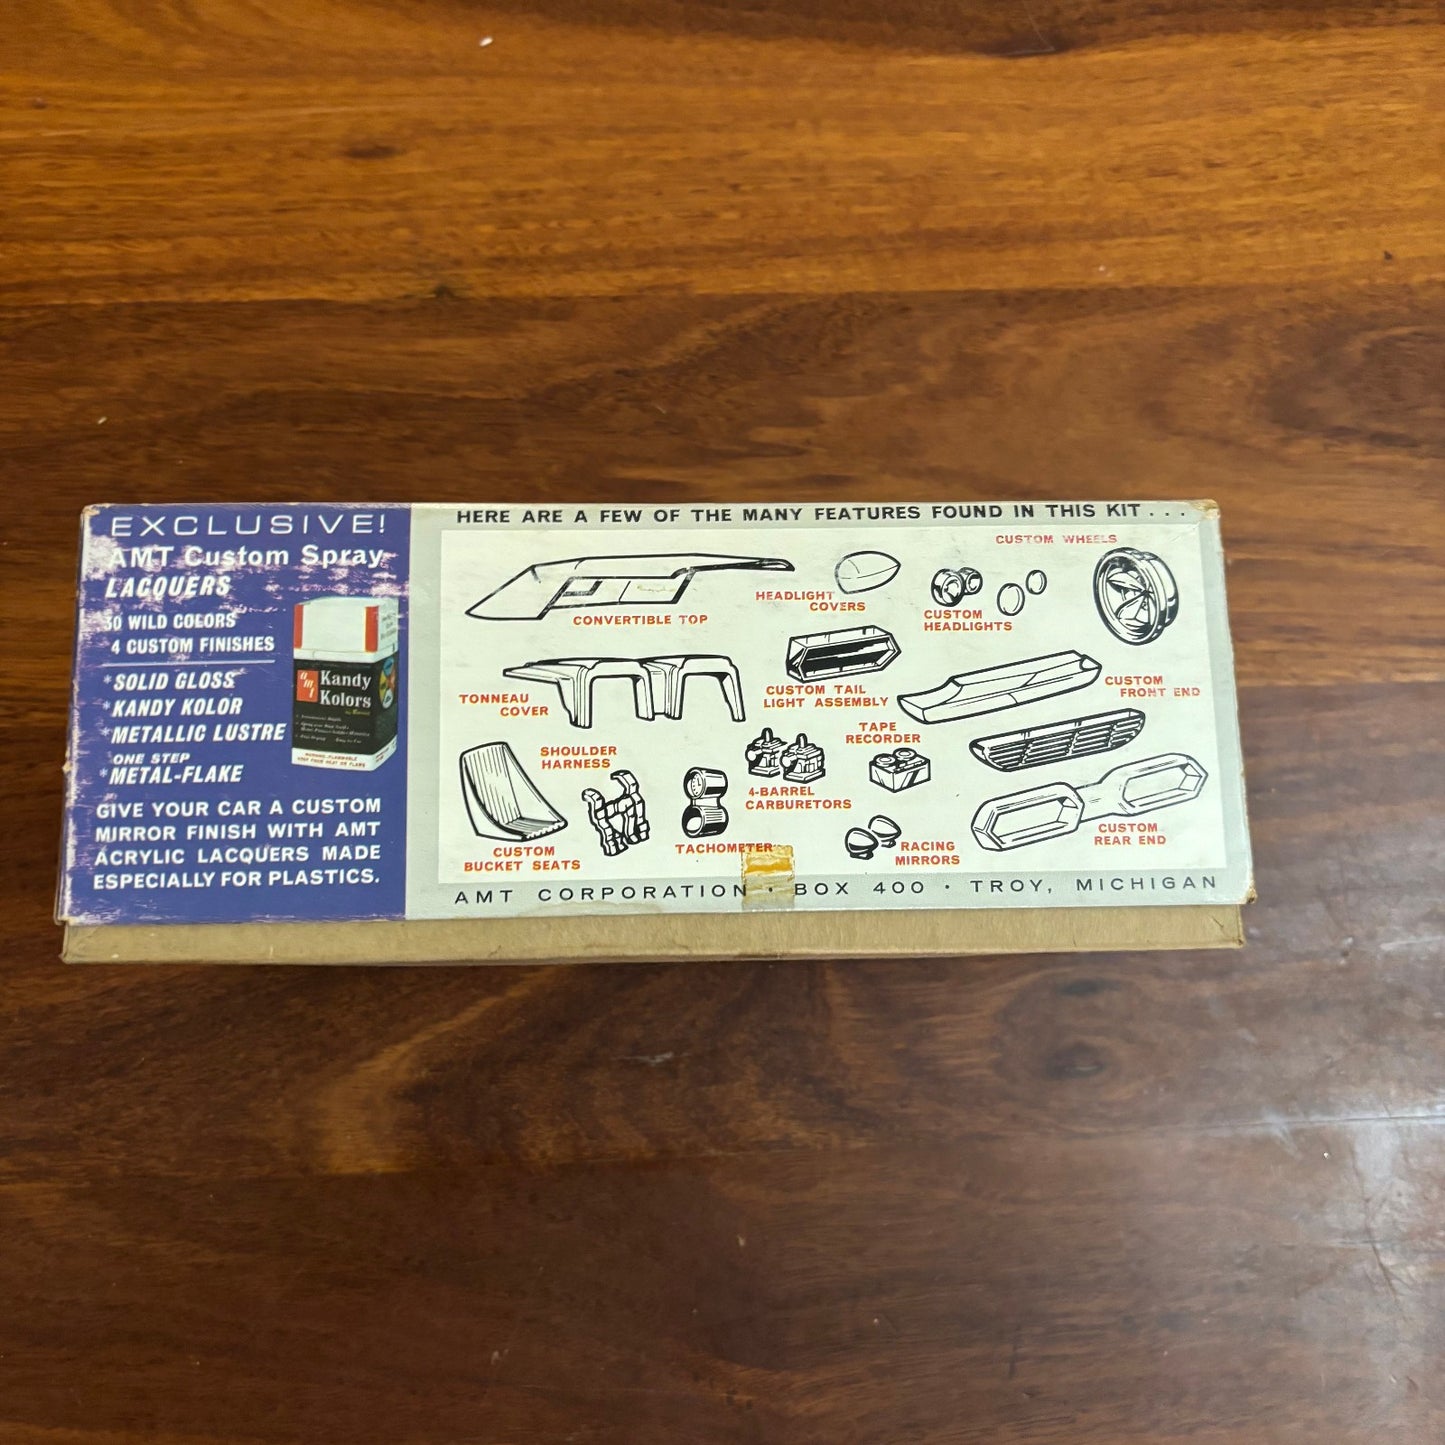 EXCLUSIVE!
AMT Custom Spray
LACQUERS
30 WILD COLORS
4 CUSTOM FINISHES
*SOLID GLOSS
*KANDY KOLOR
*METALLIC LUSTRE
ONE STEP
*METAL-FLAKE
GIVE YOUR CAR A CUSTOM
MIRROR FINISH WITH AMT
ACRYLIC LACQUERS MADE
ESPECIALLY FOR PLASTICS.
amt
Kandy
Kolors
HERE ARE A FEW OF THE MANY FEATURES FOUND IN THIS KIT...
CONVERTIBLE TOP
HEADLIGHT
COVERS
CUSTOM
HEADLIGHTS
CUSTOM WHEELS
TONNEAU
COVER
CUSTOM TAIL
LIGHT ASSEMBLY
CUSTOM
FRONT END
SHOULDER
HARNESS
TAPE
RECORDER
4-BARREL
CARBURETORS
CUSTOM
BUCKET SEATS
TACHOMETER
RACING
MIRRORS
CUSTOM
REAR END
AMT CORPORATION • BOX 400 • TROY, MICHIGAN